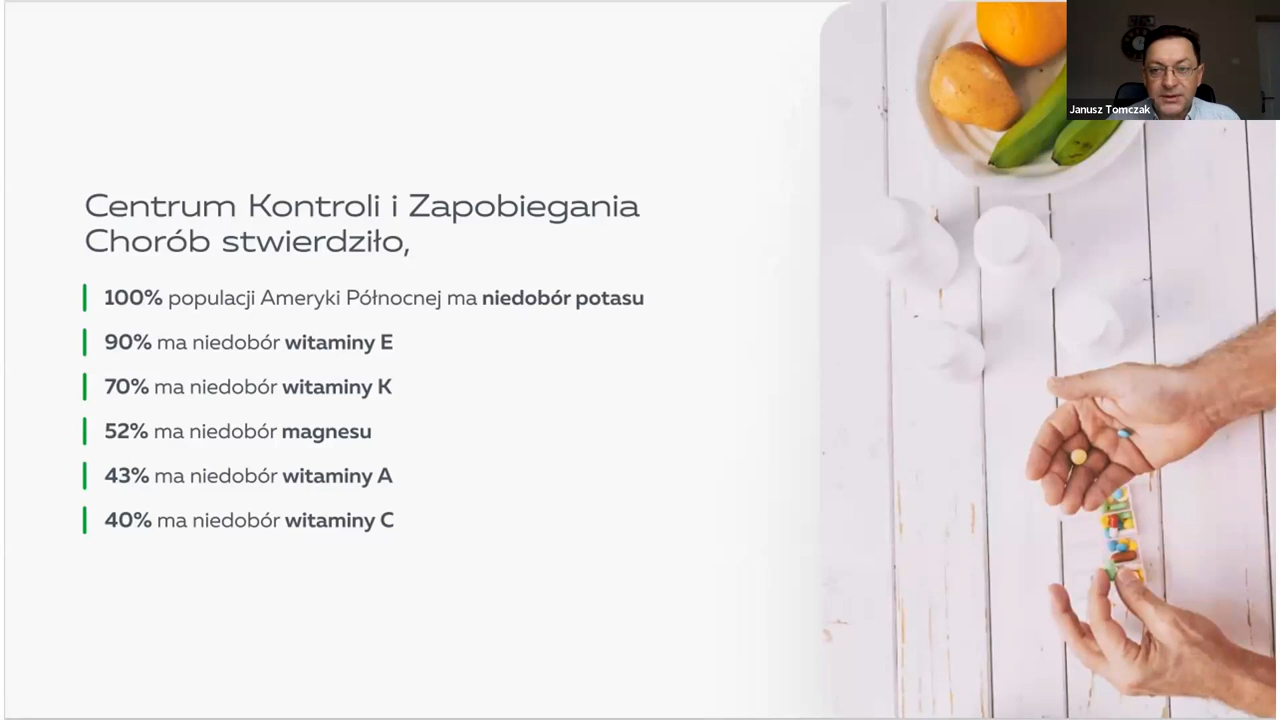 Janusz Tomczak
Centrum Kontroli i Zapobiegania
Chorób stwierdziło,
100% populacji Ameryki Północnej ma niedobór potasu
90% ma niedobór witaminy E
70% ma niedobór witaminy K
52% ma niedobór magnesu
43% ma niedobór witaminy A
40% ma niedobór witaminy C